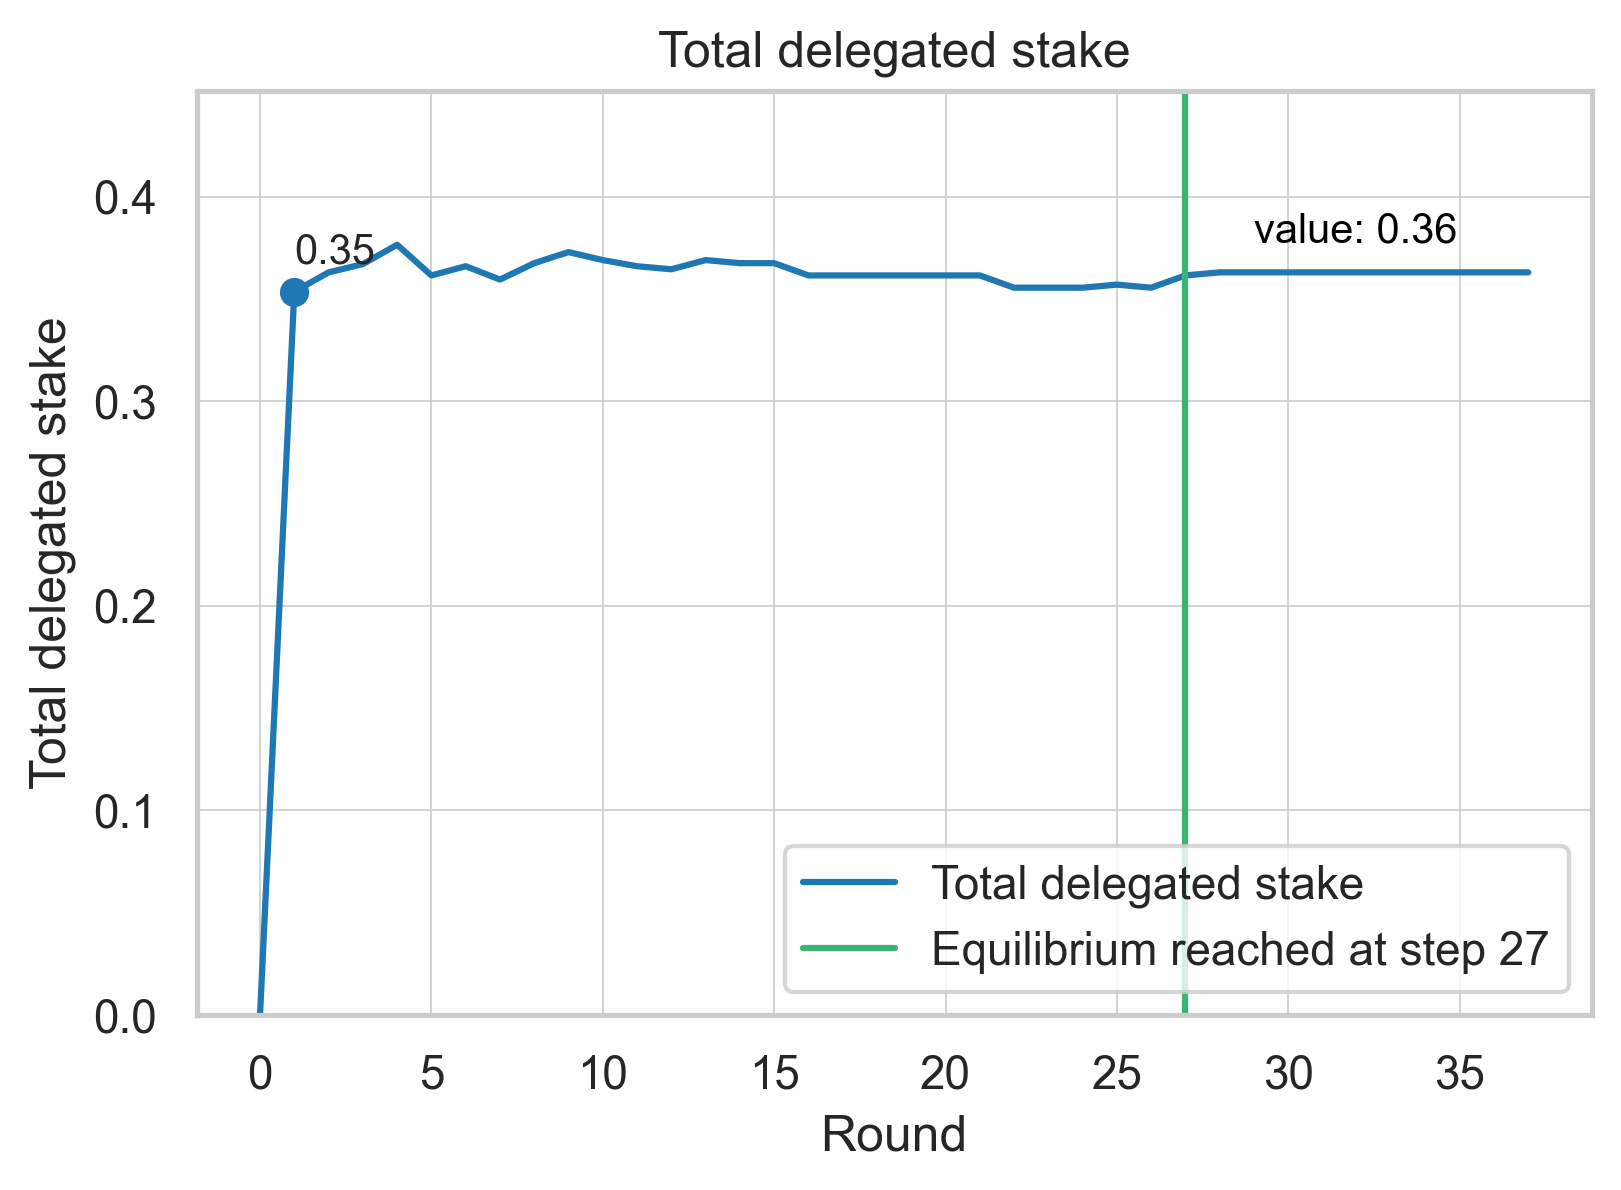 Total delegated stake
Total delegated stake
0.4
0.3
0.2
0.1
0.0
0.35
value: 0.36
Total delegated stake
Equilibrium reached at step 27
0 5 10 15 20 25 30 35
Round